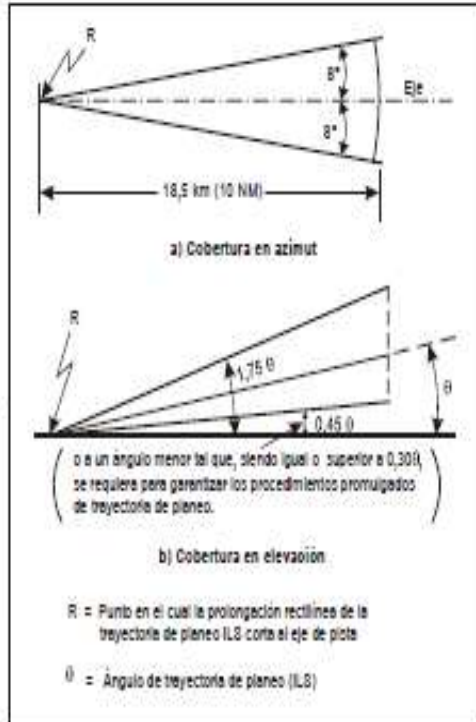 R
8°
Eje
8°
18,5 km (10 NM)
a) Cobertura en azimut
R
1,75 θ
θ
0,45 θ
o a un ángulo menor tal que, siendo igual o superior a 0,30θ,
se requiera para garantizar los procedimientos promulgados
de trayectoria de planeo.
b) Cobertura en elevación
R = Punto en el cual la prolongación rectilínea de la
trayectoria de planeo ILS corta al eje de pista
θ = Ángulo de trayectoria de planeo (ILS)